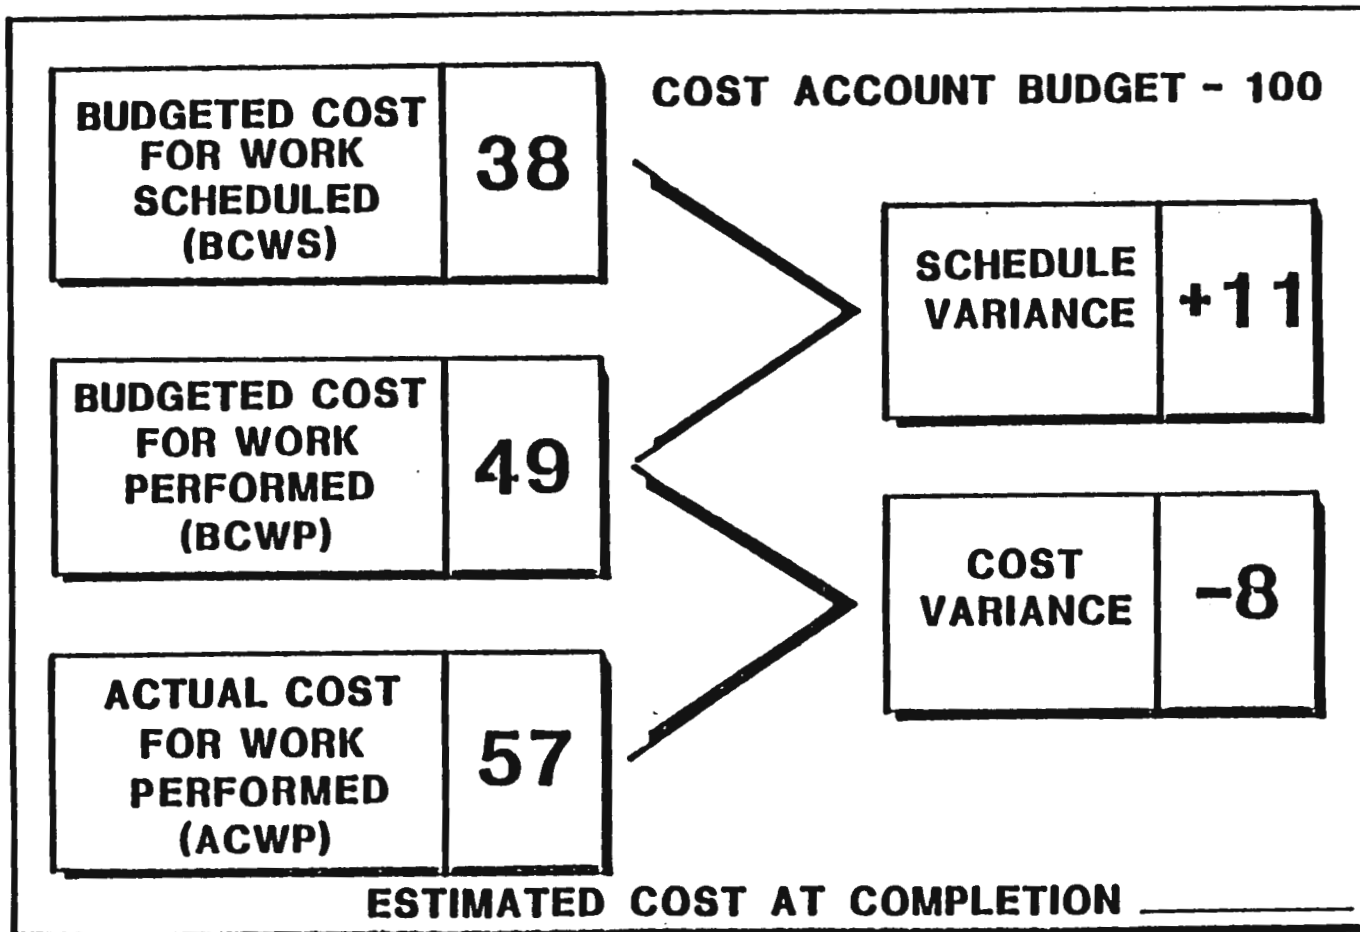 COST ACCOUNT BUDGET - 100
BUDGETED COST
FOR WORK
SCHEDULED
(BCWS)
38
SCHEDULE
VARIANCE
+11
BUDGETED COST
FOR WORK
PERFORMED
(BCWP)
49
COST
VARIANCE
-8
ACTUAL COST
FOR WORK
PERFORMED
(ACWP)
57
ESTIMATED COST AT COMPLETION